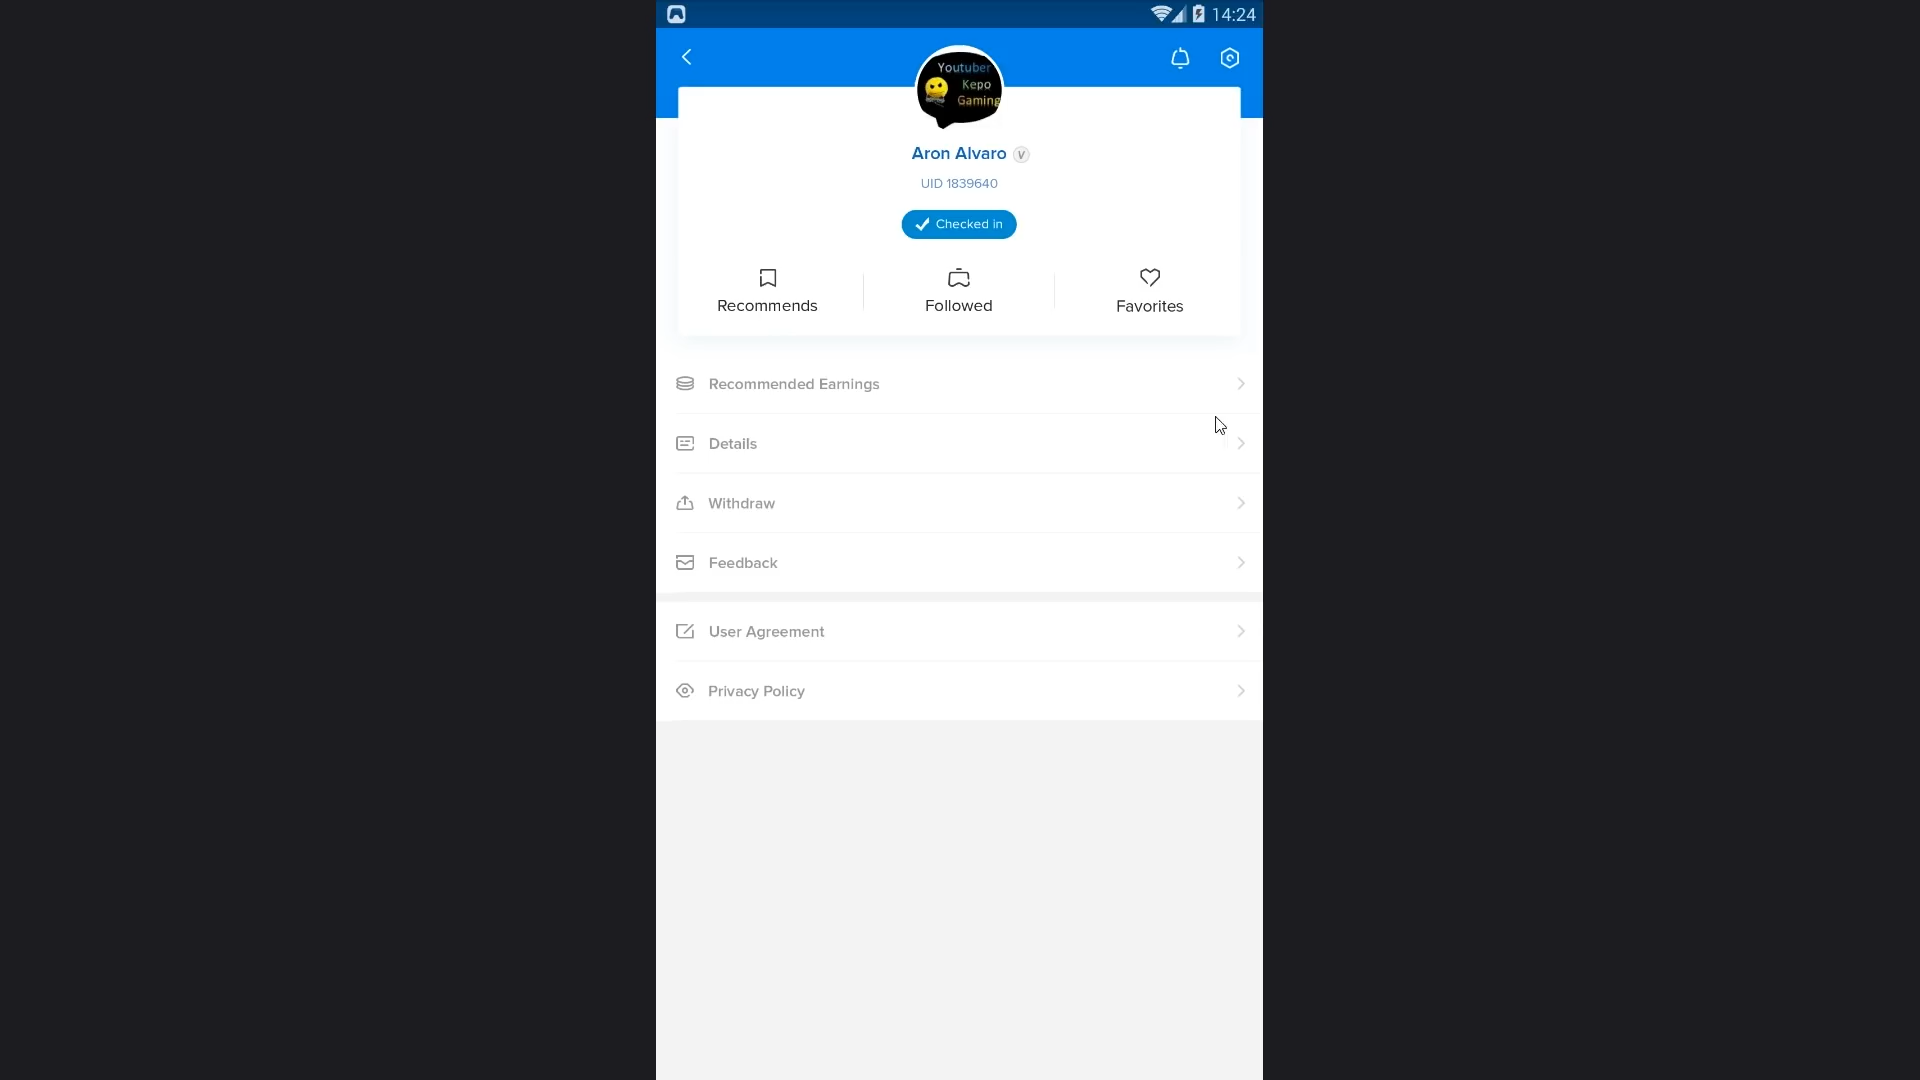 14:24
Youtuber
Kepo
Gaming
Aron Alvaro V
UID 1839640
Checked in
Recommends
Followed
Favorites
Recommended Earnings
Details
Withdraw
Feedback
User Agreement
Privacy Policy